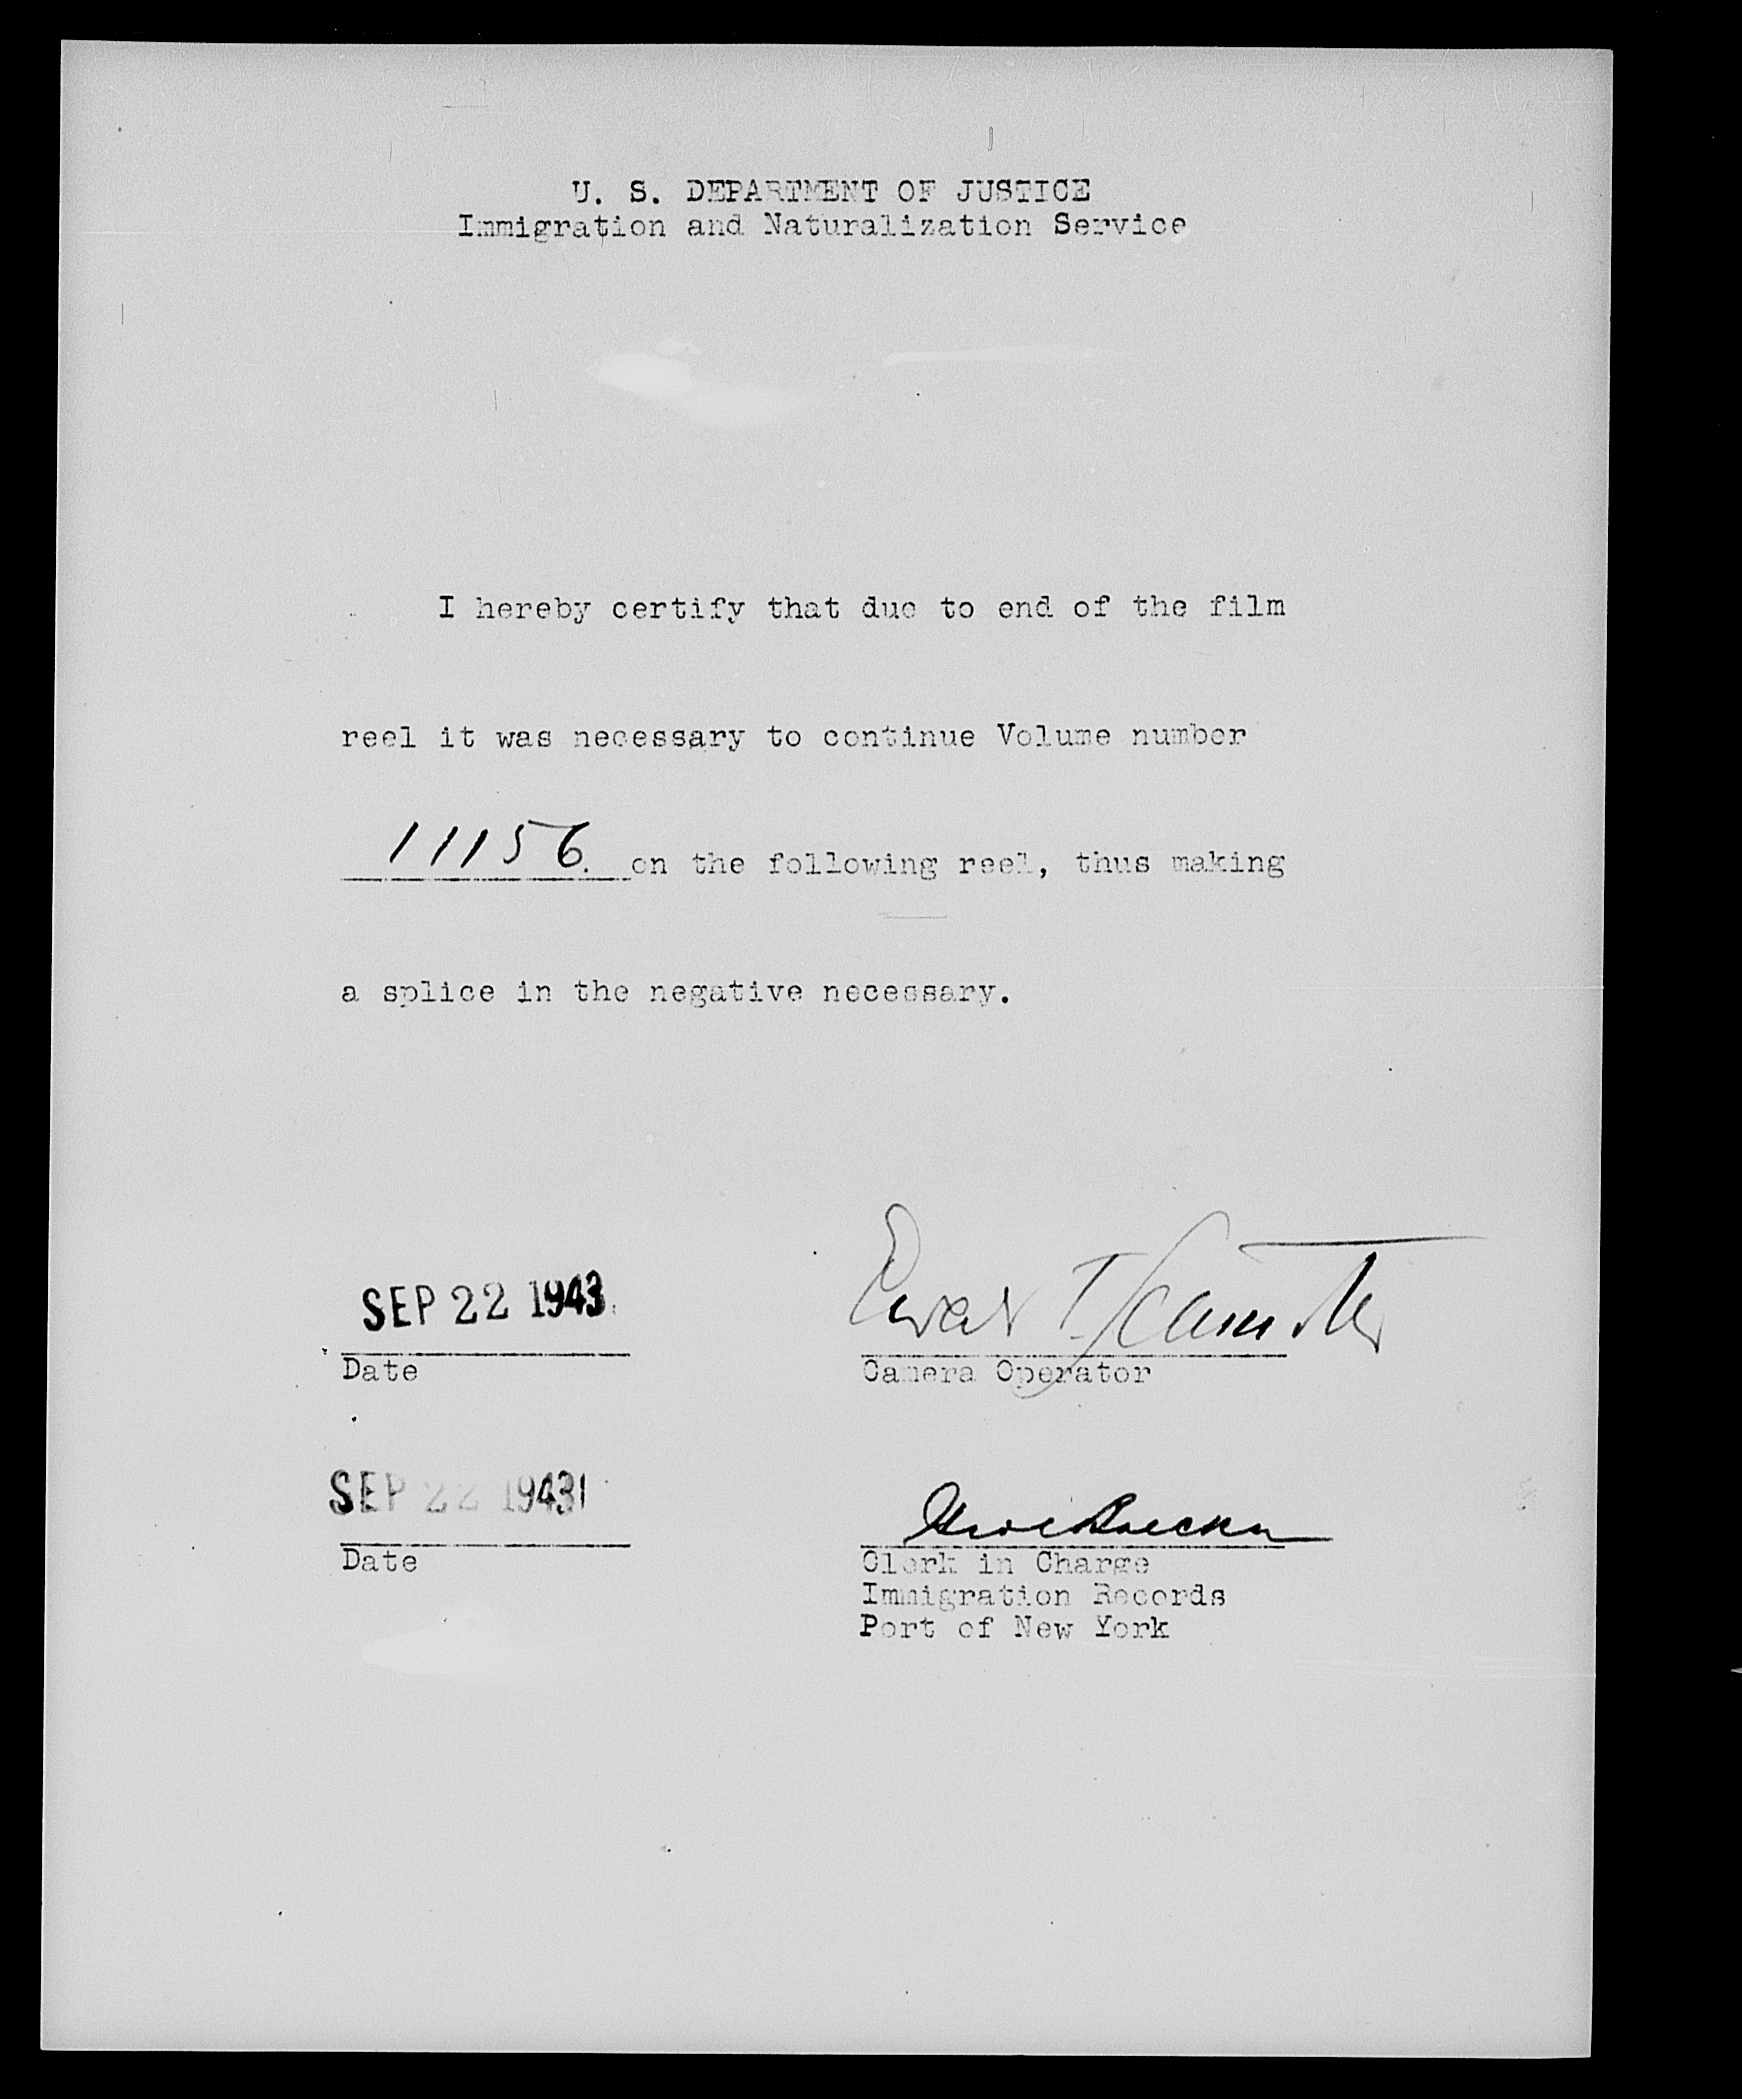 U. S. DEPARTMENT OF JUSTICE
Immigration and Naturalization Service
I hereby certify that due to end of the film
reel it was necessary to continue Volume number
11156 on the following reel, thus making
a splice in the negative necessary.
SEP 22 1943
Date
Camera Operator
SEP 22 1943
Date
Clerk in Charge
Immigration Records
Port of New York